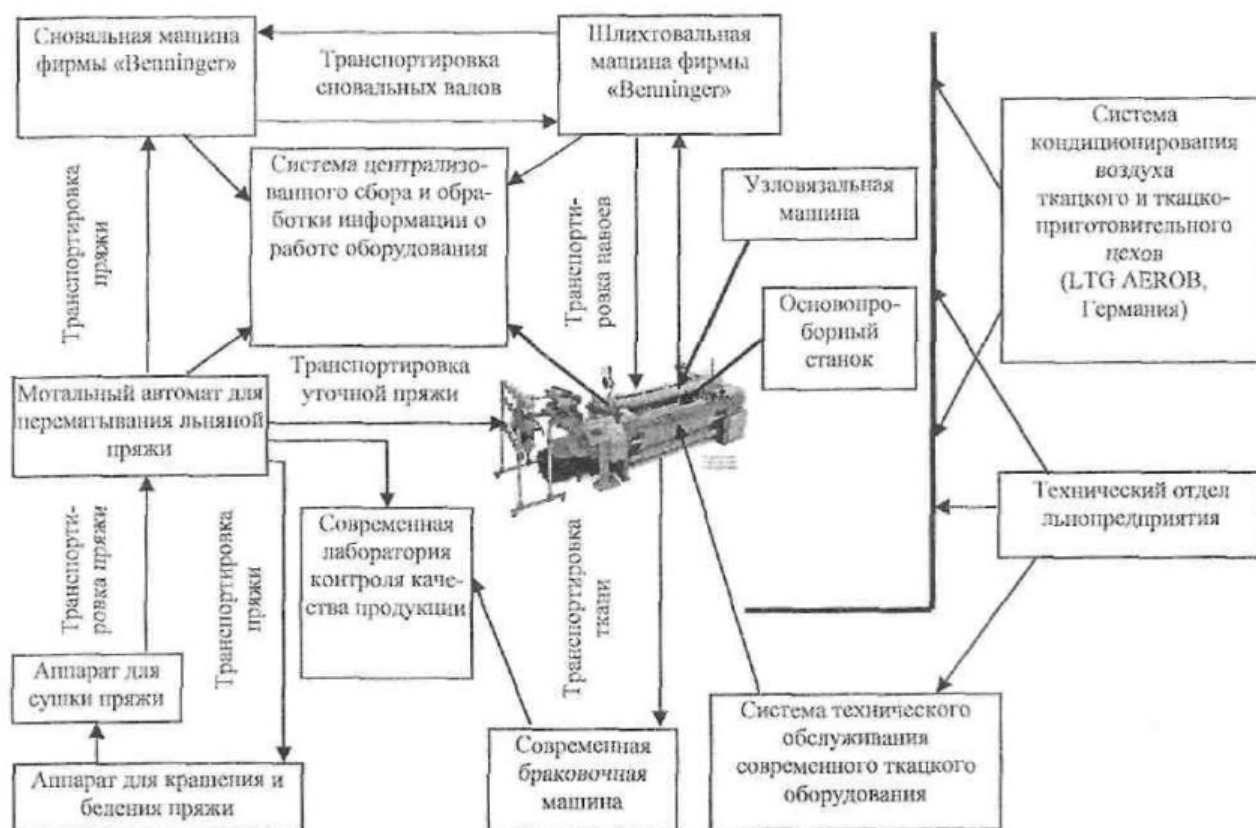 Сновальная машина
фирмы «Benninger»
Транспортировка
сновальных валов
Шлихтовальная
машина фирмы
«Benninger»
Система
кондиционирования
воздуха
ткацкого и ткацко-
приготовительного
цехов
(LTG AEROB,
Германия)
Транспортировка
пряжи
Система централизо-
ванного сбора и обра-
ботки информации о
работе оборудования
Транспорти-
ровка навоев
Узловязальная
машина
Основопро-
борный
станок
Транспортировка
уточной пряжи
Мотальный автомат для
перематывания льняной
пряжи
Технический отдел
льнопредприятия
Транспорти-
ровка пряжи
Транспортировка
пряжи
Современная
лаборатория
контроля каче-
ства продукции
Транспортировка
ткани
Аппарат для
сушки пряжи
Аппарат для крашения и
беления пряжи
Современная
браковочная
машина
Система технического
обслуживания
современного ткацкого
оборудования